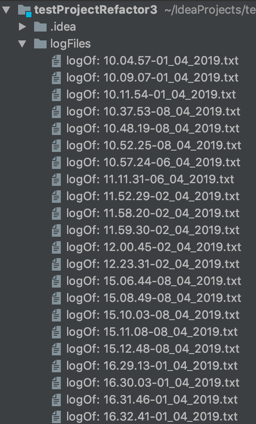 testProjectRefactor3 ~/IdeaProjects/te
.idea
logFiles
logOf: 10.04.57-01_04_2019.txt
logOf: 10.09.07-01_04_2019.txt
logOf: 10.11.54-01_04_2019.txt
logOf: 10.37.53-08_04_2019.txt
logOf: 10.48.19-08_04_2019.txt
logOf: 10.52.25-08_04_2019.txt
logOf: 10.57.24-06_04_2019.txt
logOf: 11.11.31-06_04_2019.txt
logOf: 11.52.29-02_04_2019.txt
logOf: 11.58.20-02_04_2019.txt
logOf: 11.59.30-02_04_2019.txt
logOf: 12.00.45-02_04_2019.txt
logOf: 12.23.31-02_04_2019.txt
logOf: 15.06.44-08_04_2019.txt
logOf: 15.08.49-08_04_2019.txt
logOf: 15.10.03-08_04_2019.txt
logOf: 15.11.08-08_04_2019.txt
logOf: 15.12.48-08_04_2019.txt
logOf: 16.29.13-01_04_2019.txt
logOf: 16.30.03-01_04_2019.txt
logOf: 16.31.46-01_04_2019.txt
logOf: 16.32.41-01_04_2019.txt